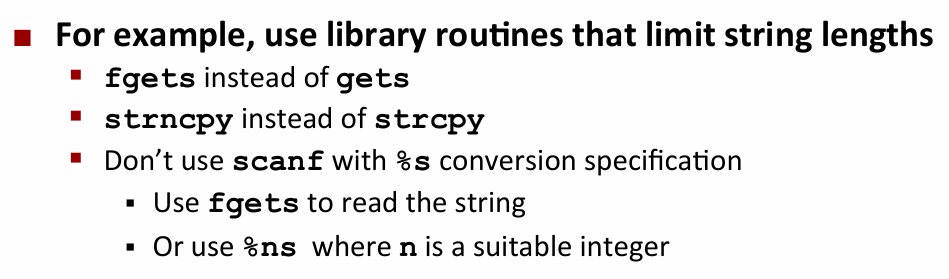 For example, use library routines that limit string lengths
fgets instead of gets
strncpy instead of strcpy
Don’t use scanf with %s conversion specification
Use fgets to read the string
Or use %ns where n is a suitable integer